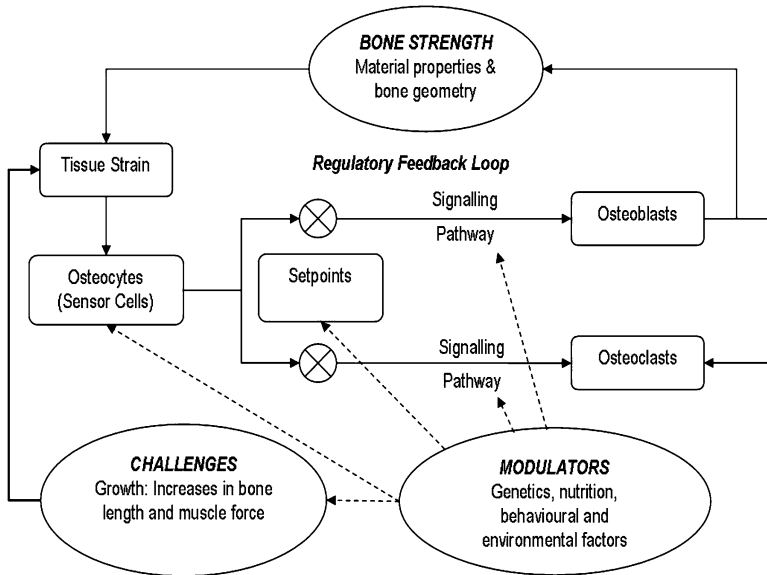 BONE STRENGTH
Material properties &
bone geometry
Tissue Strain
Regulatory Feedback Loop
Signalling
Pathway
Osteoblasts
Osteocytes
(Sensor Cells)
Setpoints
Signalling
Pathway
Osteoclasts
CHALLENGES
Growth: Increases in bone
length and muscle force
MODULATORS
Genetics, nutrition,
behavioural and
environmental factors